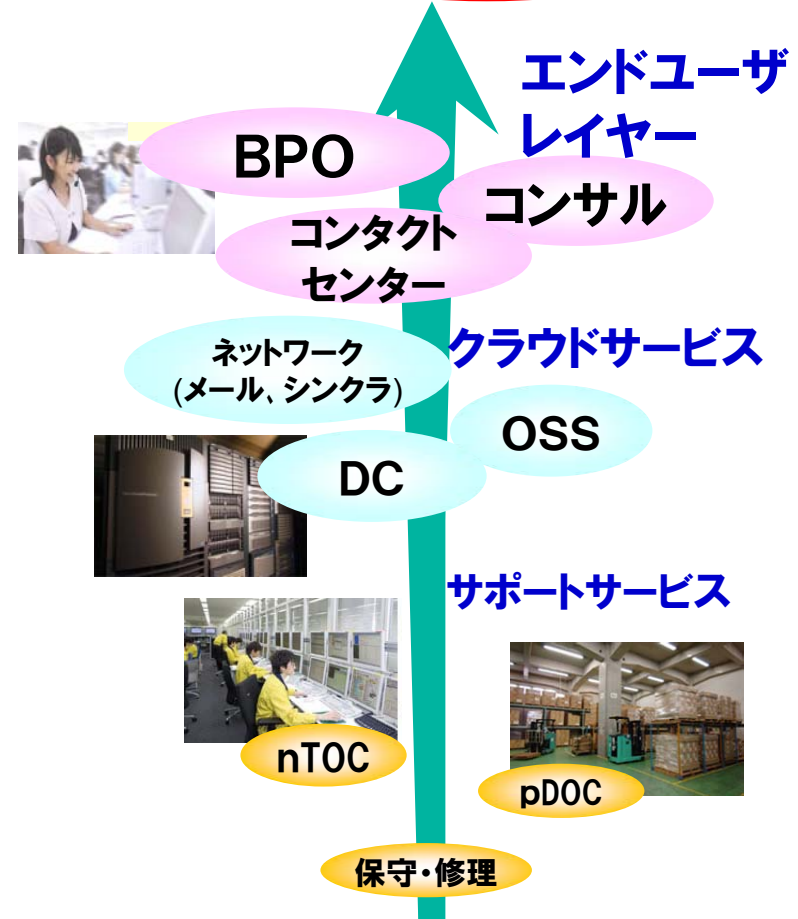 エンドユーザ
レイヤー
BPO
コンサル
コンタクト
センター
ネットワーク
(メール、シンクラ)
クラウドサービス
OSS
DC
サポートサービス
nTOC
pDOC
保守・修理